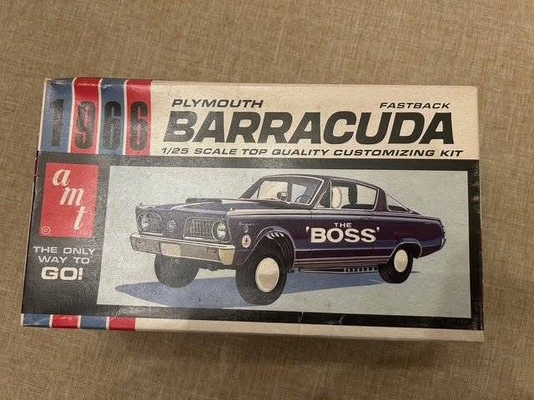 1966
PLYMOUTH FASTBACK
BARRACUDA
1/25 SCALE TOP QUALITY CUSTOMIZING KIT
amt
©
THE ONLY
WAY TO
GO!
THE
'BOSS'